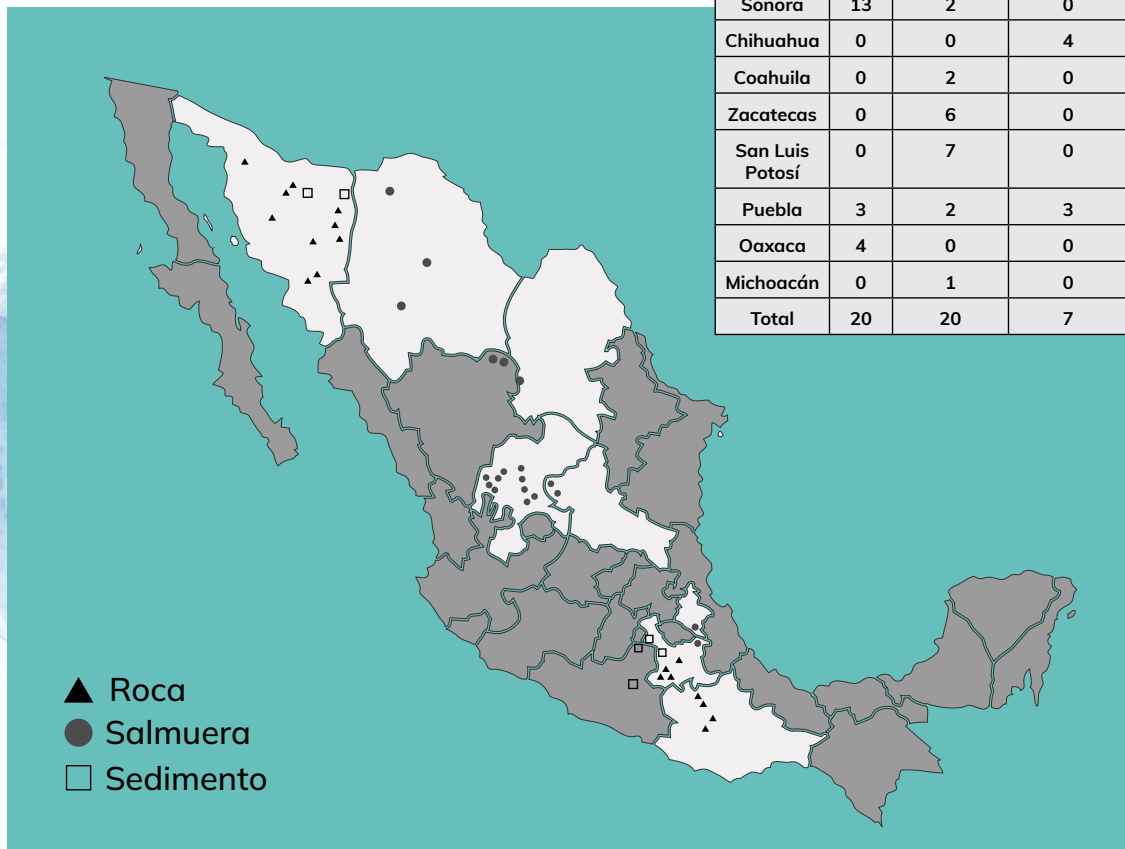 Sonora 13 2 0
Chihuahua 0 0 4
Coahuila 0 2 0
Zacatecas 0 6 0
San Luis
Potosí 0 7 0
Puebla 3 2 3
Oaxaca 4 0 0
Michoacán 0 1 0
Total 20 20 7
Roca
Salmuera
Sedimento